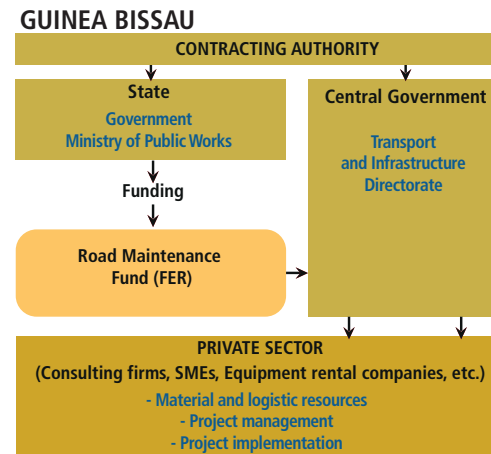 GUINEA BISSAU
CONTRACTING AUTHORITY
State
Government
Ministry of Public Works
Funding
Road Maintenance
Fund (FER)
Central Government
Transport
and Infrastructure
Directorate
PRIVATE SECTOR
(Consulting firms, SMEs, Equipment rental companies, etc.)
- Material and logistic resources
- Project management
- Project implementation